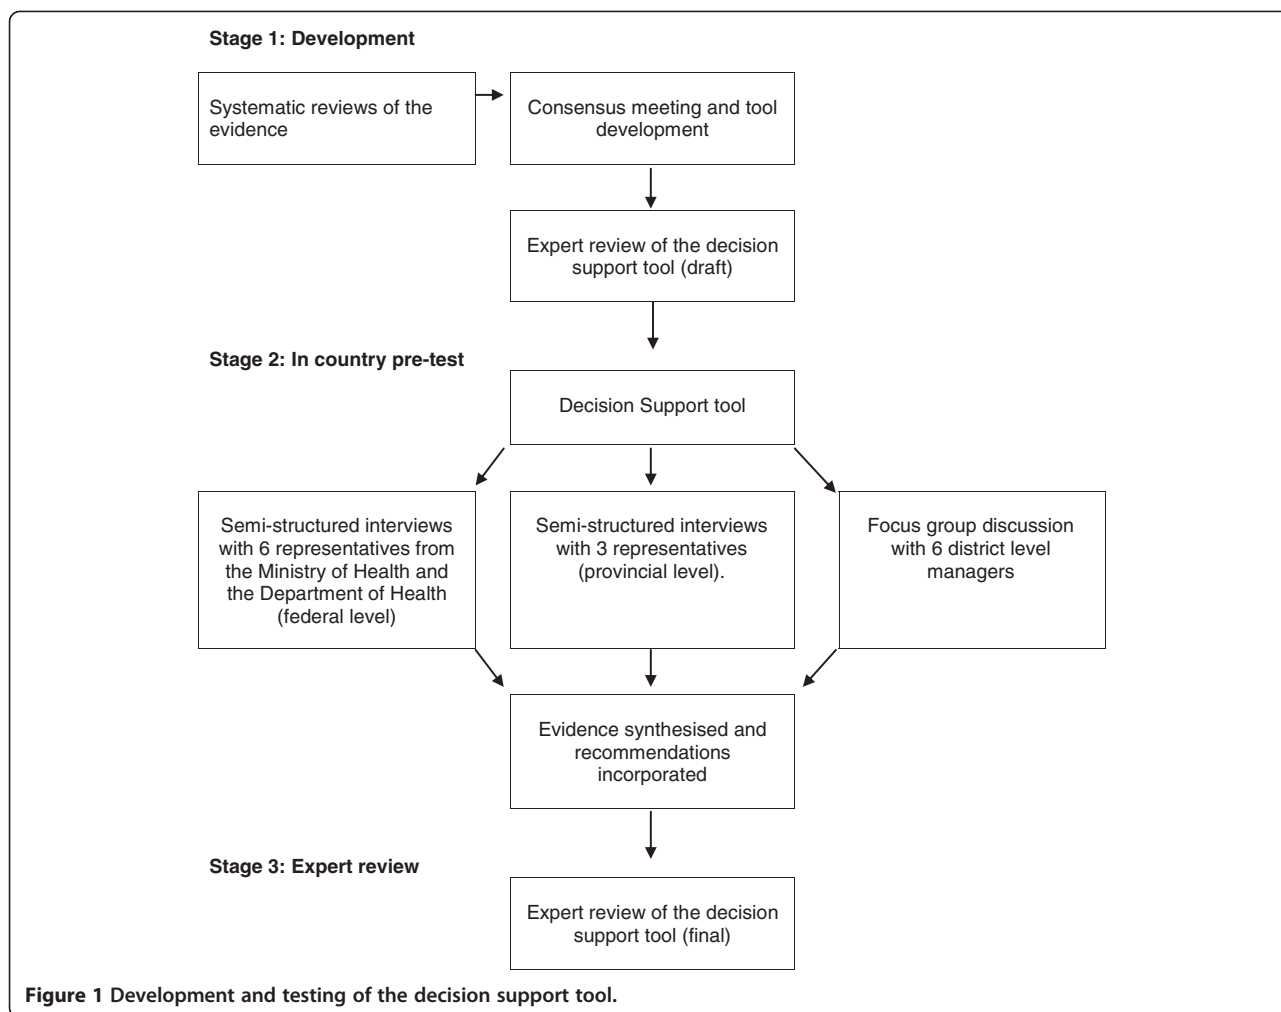 Stage 1: Development
Systematic reviews of the
evidence
Consensus meeting and tool
development
Expert review of the decision
support tool (draft)
Stage 2: In country pre-test
Decision Support tool
Semi-structured interviews
with 6 representatives from
the Ministry of Health and
the Department of Health
(federal level)
Semi-structured interviews
with 3 representatives
(provincial level).
Focus group discussion
with 6 district level
managers
Evidence synthesised and
recommendations
incorporated
Stage 3: Expert review
Expert review of the decision
support tool (final)
Figure 1 Development and testing of the decision support tool.